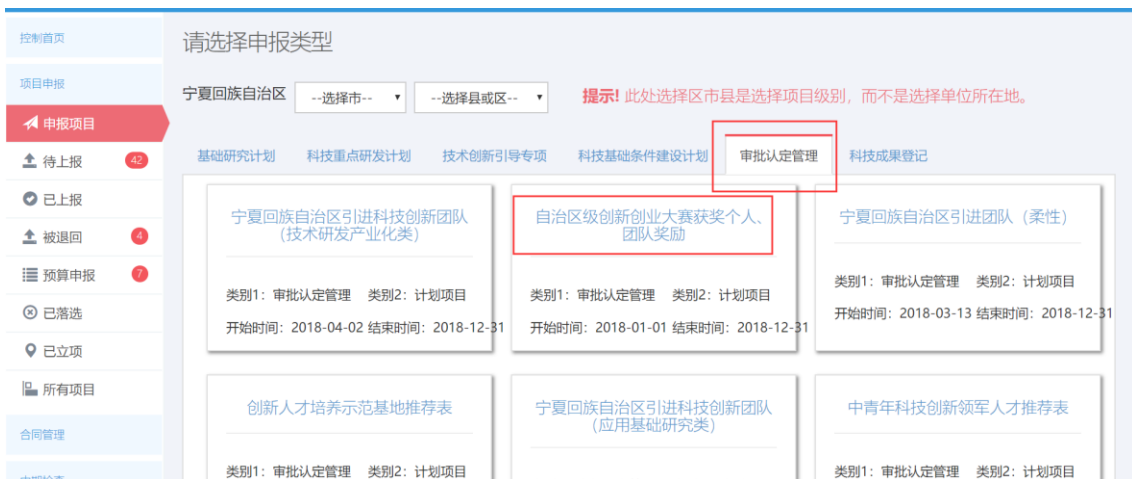 控制首页
项目申报
申报项目
待上报 42
已上报
被退回 4
预算申报 7
已落选
已立项
所有项目
合同管理
请选择申报类型
宁夏回族自治区 --选择市-- --选择县或区-- 提示! 此处选择区市县是选择项目级别，而不是选择单位所在地。
基础研究计划 科技重点研发计划 技术创新引导专项 科技基础条件建设计划 审批认定管理 科技成果登记
宁夏回族自治区引进科技创新团队
(技术研发产业化类)
类别1：审批认定管理 类别2：计划项目
开始时间：2018-04-02 结束时间：2018-12-31
自治区级创新创业大赛获奖个人、
团队奖励
类别1：审批认定管理 类别2：计划项目
开始时间：2018-01-01 结束时间：2018-12-31
宁夏回族自治区引进团队（柔性）
类别1：审批认定管理 类别2：计划项目
开始时间：2018-03-13 结束时间：2018-12-31
创新人才培养示范基地推荐表
类别1：审批认定管理 类别2：计划项目
宁夏回族自治区引进科技创新团队
(应用基础研究类)
中青年科技创新领军人才推荐表
类别1：审批认定管理 类别2：计划项目